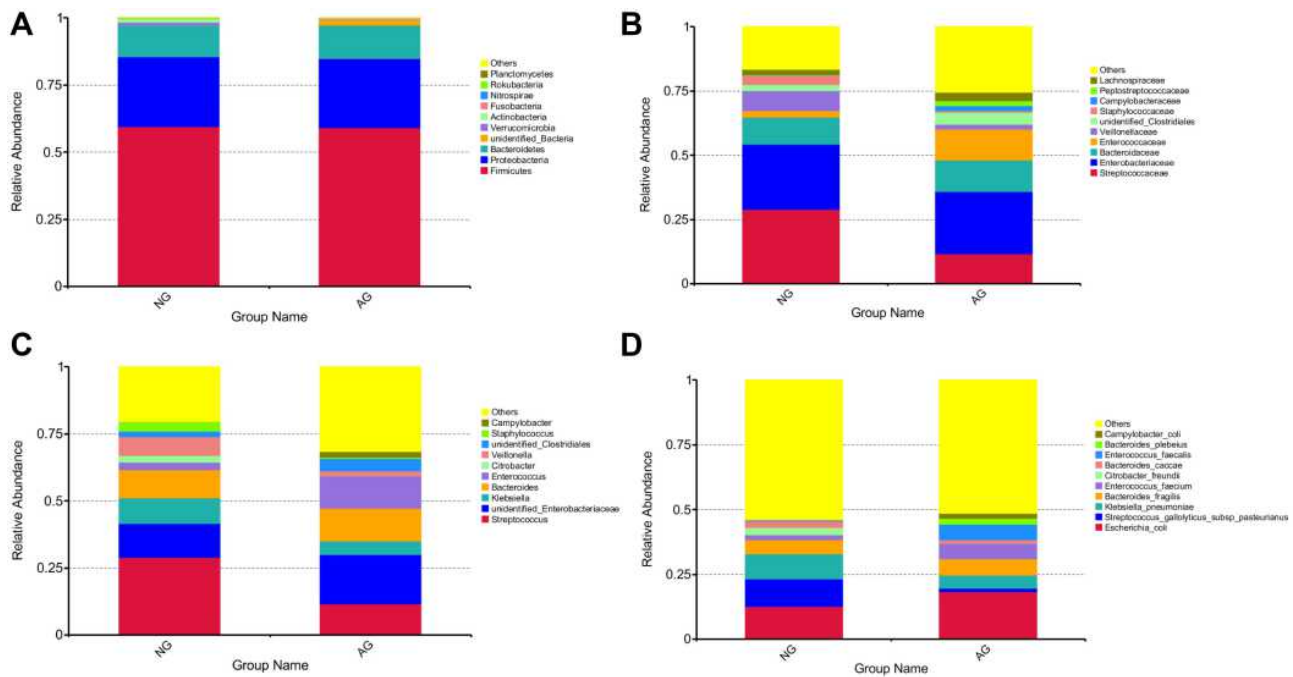 A
Relative Abundance
1
0.75
0.5
0.25
0
NG
AG
Group Name
Others
Planctomycetes
Rokubacteria
Nitrospirae
Fusobacteria
Actinobacteria
Verrucomicrobia
unidentified_Bacteria
Bacteroidetes
Proteobacteria
Firmicutes
B
Relative Abundance
1
0.75
0.5
0.25
0
NG
AG
Group Name
Others
Lachnospiraceae
Peptostreptococcaceae
Campylobacteraceae
Staphylococcaceae
unidentified_Clostridiales
Veillonellaceae
Enterococcaceae
Bacteroidaceae
Enterobacteriaceae
Streptococcaceae
C
Relative Abundance
1
0.75
0.5
0.25
0
NG
AG
Group Name
Others
Campylobacter
Staphylococcus
unidentified_Clostridiales
Veillonella
Citrobacter
Enterococcus
Bacteroides
Klebsiella
unidentified_Enterobacteriaceae
Streptococcus
D
Relative Abundance
1
0.75
0.5
0.25
0
NG
AG
Group Name
Others
Campylobacter_coli
Bacteroides_plebeius
Enterococcus_faecalis
Bacteroides_caccae
Citrobacter_freundii
Enterococcus_faecium
Bacteroides_fragilis
Klebsiella_pneumoniae
Streptococcus_gallolyticus_subsp_pasteurianus
Escherichia_coli